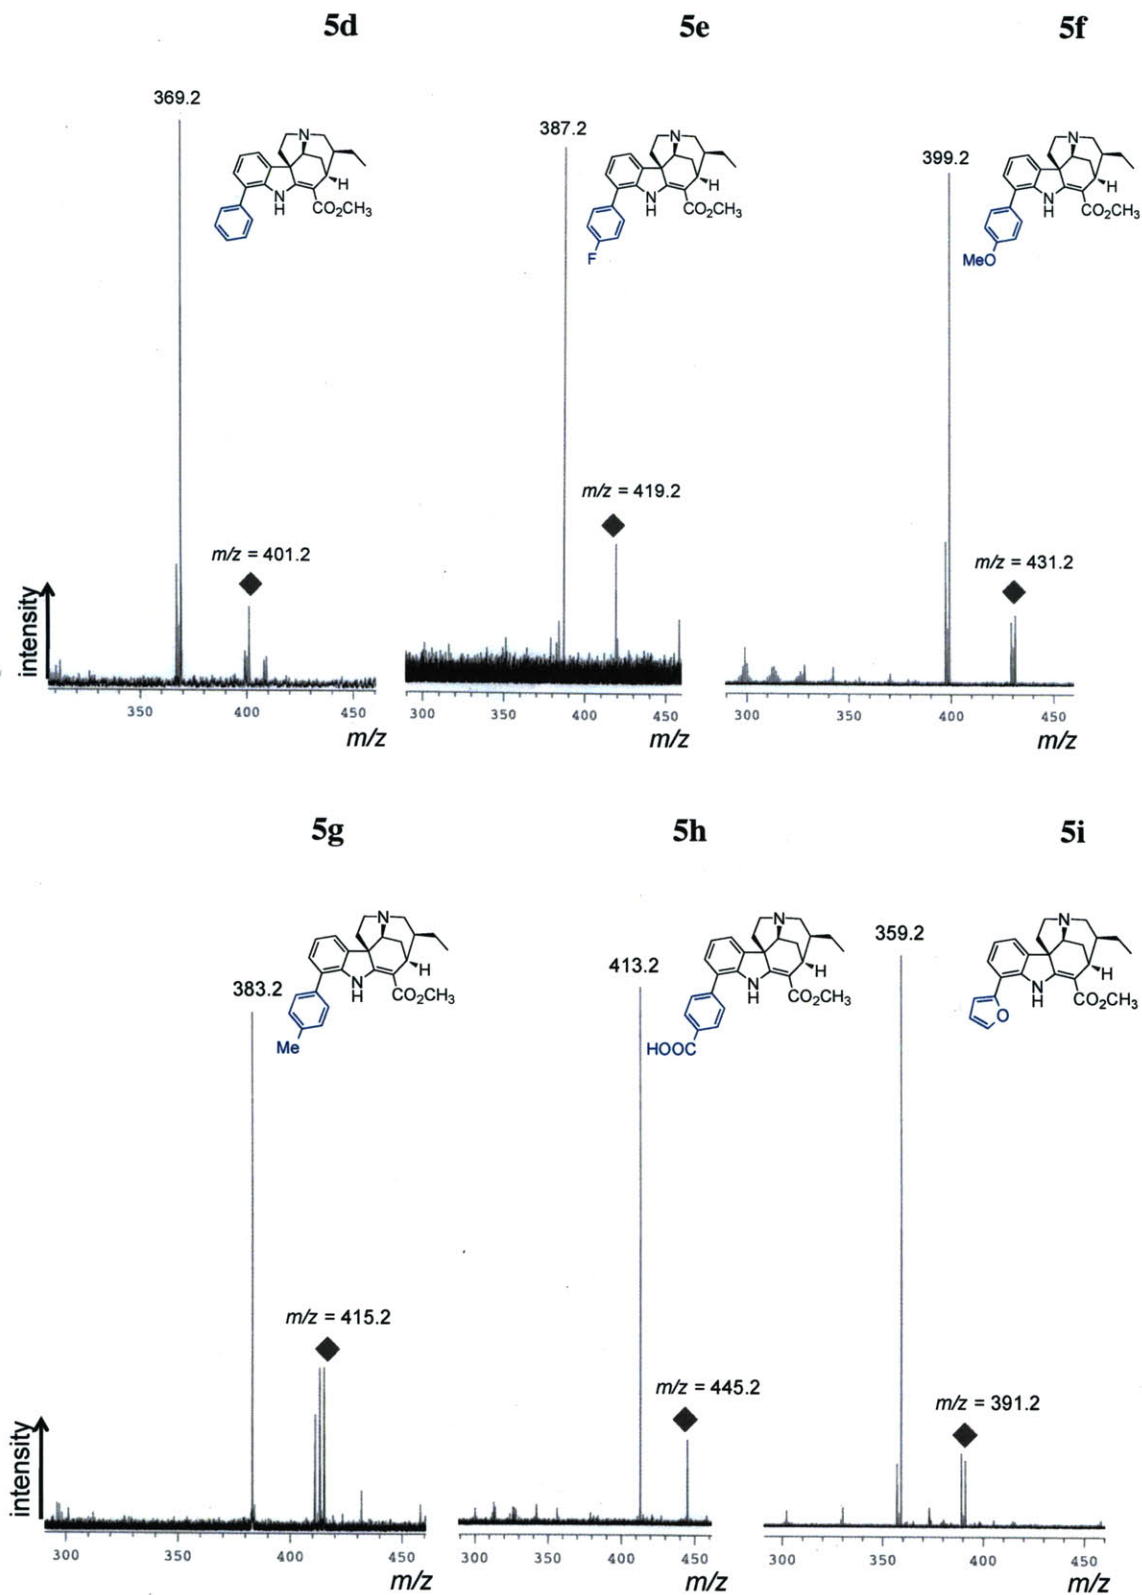 5d
5e
5f
369.2
387.2
399.2
N
N
H
H
CO₂CH₃
N
N
H
H
CO₂CH₃
F
N
N
H
H
CO₂CH₃
MeO
m/z = 401.2
m/z = 419.2
m/z = 431.2
intensity
350 400 450
m/z
300 350 400 450
m/z
300 350 400 450
m/z
5g
5h
5i
383.2
413.2
359.2
N
N
H
H
CO₂CH₃
Me
N
N
H
H
CO₂CH₃
HOOC
N
N
H
H
CO₂CH₃
O
m/z = 415.2
m/z = 445.2
m/z = 391.2
intensity
300 350 400 450
m/z
300 350 400 450
m/z
300 350 400 450
m/z